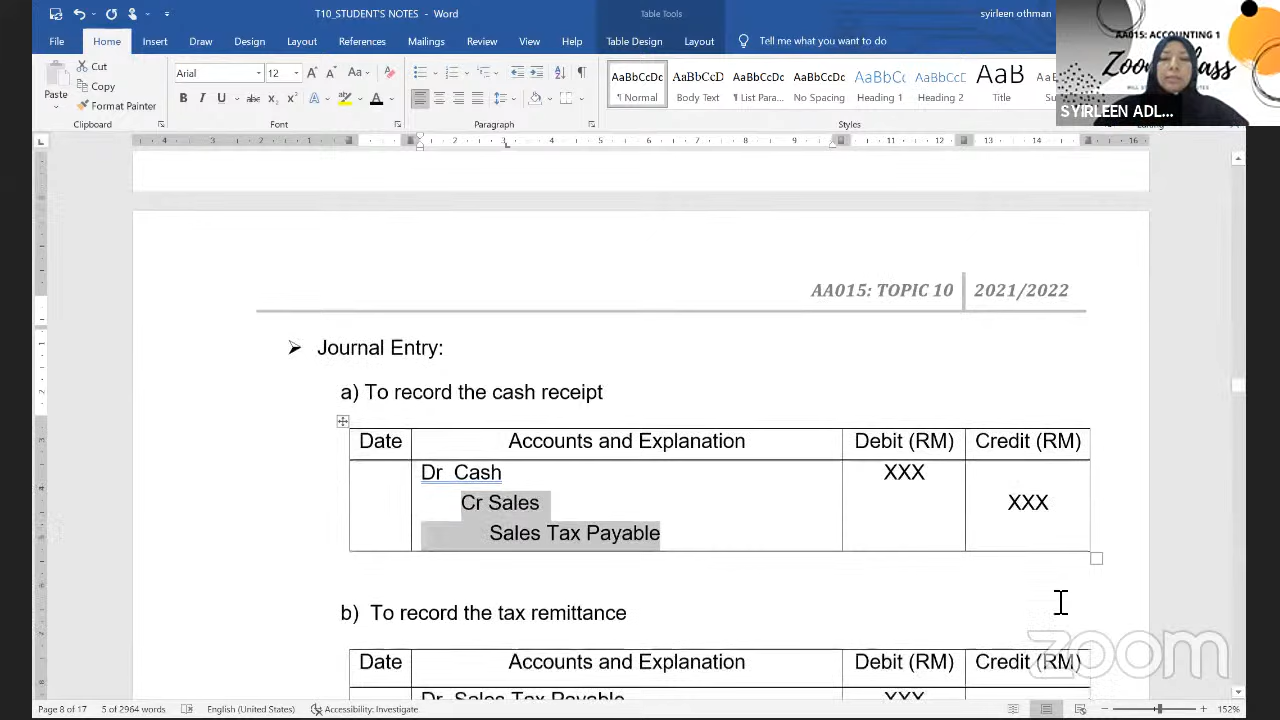 T10_STUDENT'S NOTES - Word
Table Tools
syirleen othman
File Home Insert Draw Design Layout References Mailings Review View Help Table Design Layout Tell me what you want to do
AA015: ACCOUNTING 1
SYIRLEEN ADL...
Paste
Cut
Copy
Format Painter
Clipboard
Arial 12
Font
Paragraph
AaBbCcDc AaBbCcD AaBbCcDc AaBbCcDc AaBbCc AaBbCcD AaB
¶ Normal Body Text ¶ List Para... No Spacing Heading 1 Heading 2 Title
Styles
AA015: TOPIC 10 2021/2022
➢ Journal Entry:
a) To record the cash receipt
Date Accounts and Explanation Debit (RM) Credit (RM)
Dr Cash XXX
Cr Sales XXX
Sales Tax Payable
b) To record the tax remittance
zoom
Date Accounts and Explanation Debit (RM) Credit (RM)
Dr Sales Tax Payable XXX
Page 8 of 17 5 of 2964 words English (United States) Accessibility: Investigate 152%